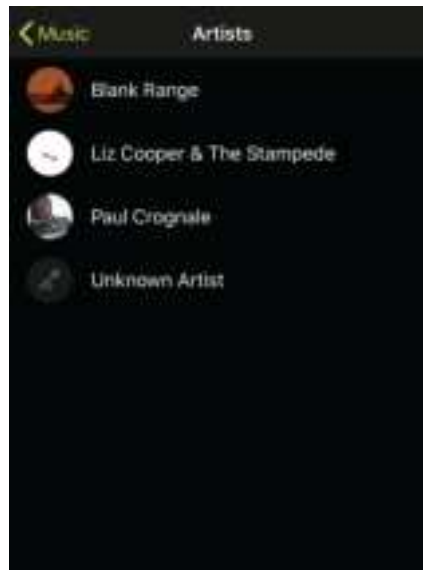 Music
Artists
Blank Range
Liz Cooper & The Stampede
Paul Crognale
Unknown Artist